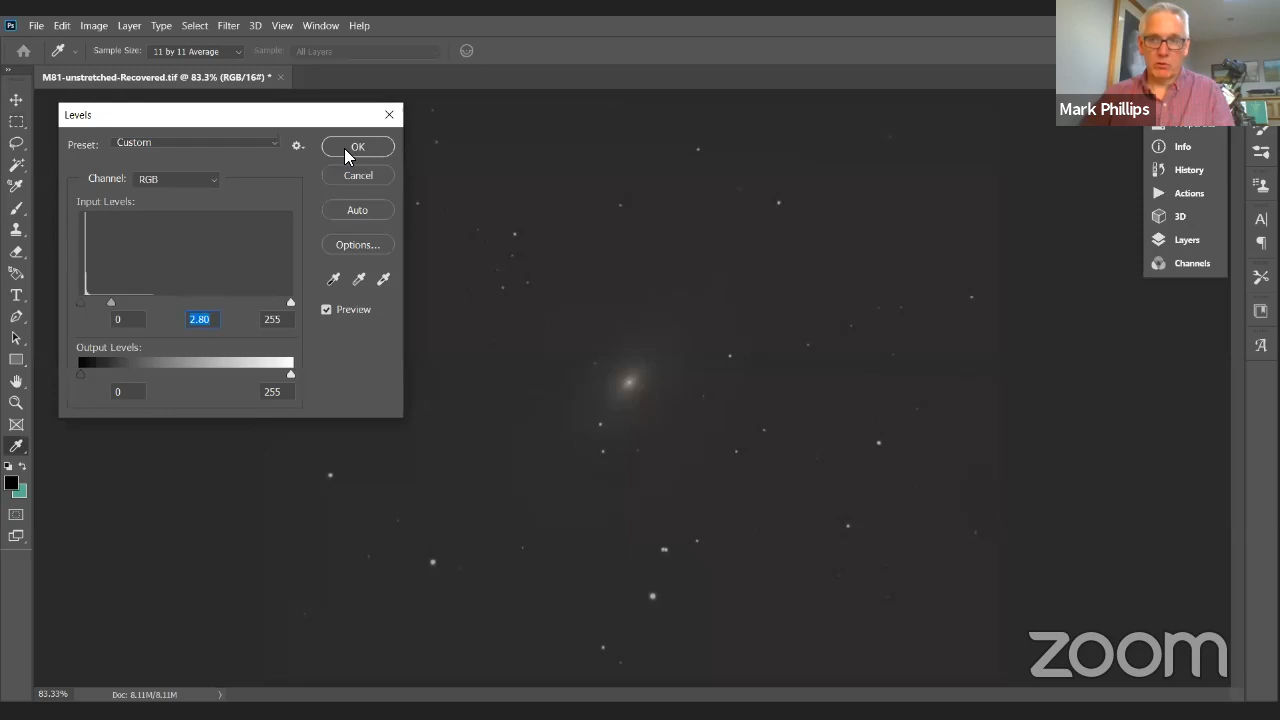 Ps File Edit Image Layer Type Select Filter 3D View Window Help
Sample Size: 11 by 11 Average Sample: All Layers
M81-unstretched-Recovered.tif @ 83.3% (RGB/16#) * ×
Levels
Preset: Custom
OK
Channel: RGB
Cancel
Input Levels:
Auto
Options...
Preview
0 2.80 255
Output Levels:
0 255
Mark Phillips
Info
History
Actions
3D
Layers
Channels
83.33% Doc: 8.11M/8.11M
zoom